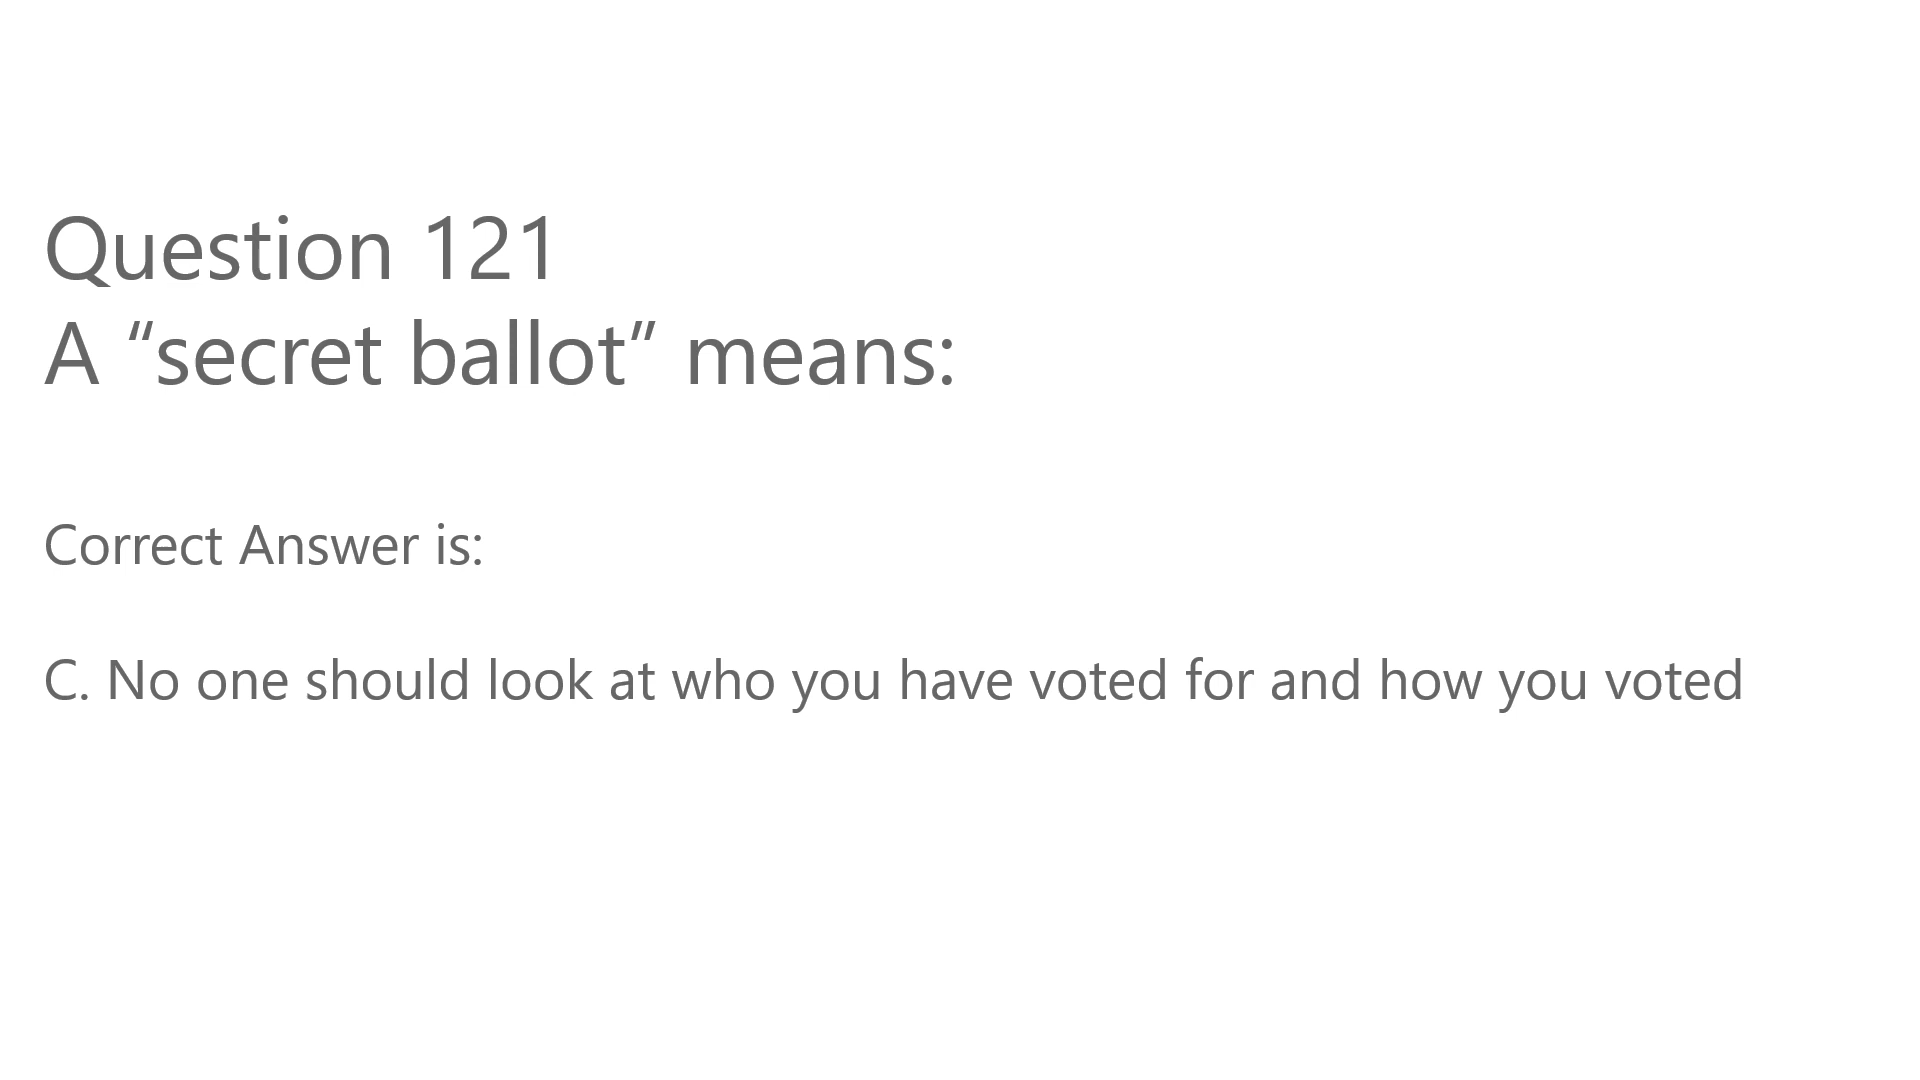 Question 121
A “secret ballot” means:
Correct Answer is:
C. No one should look at who you have voted for and how you voted